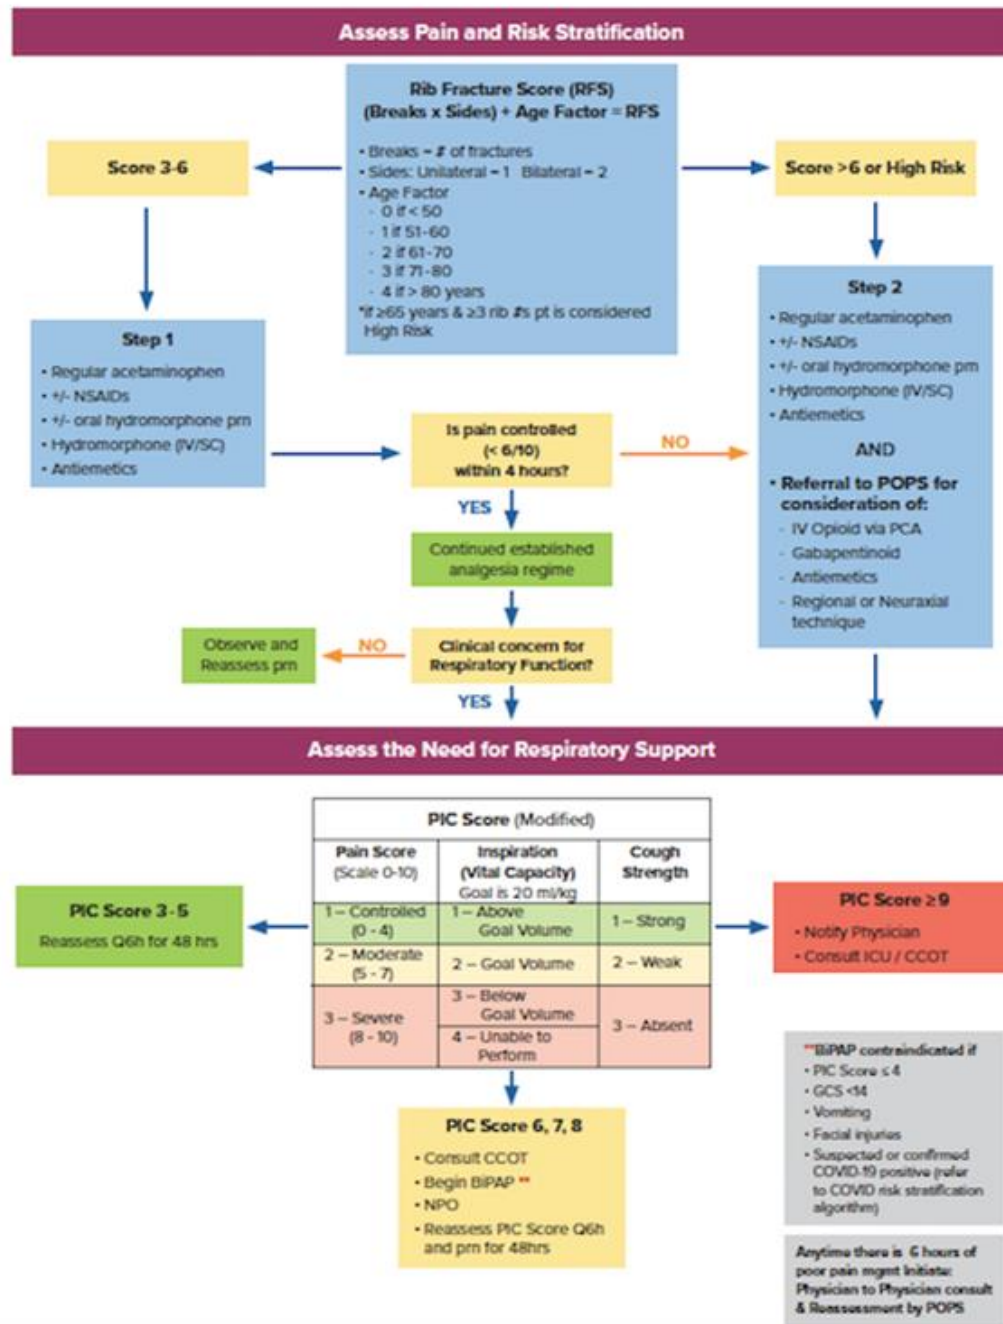 Assess Pain and Risk Stratification
Rib Fracture Score (RFS)
(Breaks x Sides) + Age Factor = RFS
• Breaks = # of fractures
• Sides: Unilateral = 1 Bilateral = 2
• Age Factor
- 0 if < 50
- 1 if 51-60
- 2 if 61-70
- 3 if 71-80
- 4 if > 80 years
*if ≥65 years & ≥3 rib #s pt is considered
High Risk
Score 3-6
Score >6 or High Risk
Step 1
• Regular acetaminophen
• +/- NSAIDs
• +/- oral hydromorphone prn
• Hydromorphone (IV/SC)
• Antiemetics
Is pain controlled
(< 6/10)
within 4 hours?
NO
YES
Continued established
analgesia regime
Clinical concern for
Respiratory Function?
NO
Observe and
Reassess prn
YES
Step 2
• Regular acetaminophen
• +/- NSAIDs
• +/- oral hydromorphone prn
• Hydromorphone (IV/SC)
• Antiemetics
AND
• Referral to POPS for
consideration of:
- IV Opioid via PCA
- Gabapentinoid
- Antiemetics
- Regional or Neuraxial
technique
Assess the Need for Respiratory Support
PIC Score (Modified)
Pain Score
(Scale 0-10)
Inspiration
(Vital Capacity)
Goal is 20 ml/kg
Cough
Strength
1 – Controlled
(0 - 4)
1 – Above
Goal Volume
1 – Strong
2 – Moderate
(5 - 7)
2 – Goal Volume
2 – Weak
3 – Severe
(8 - 10)
3 – Below
Goal Volume
4 – Unable to
Perform
3 – Absent
PIC Score 3 - 5
Reassess Q6h for 48 hrs
PIC Score ≥ 9
• Notify Physician
• Consult ICU / CCOT
PIC Score 6, 7, 8
• Consult CCOT
• Begin BiPAP **
• NPO
• Reassess PIC Score Q6h
and prn for 48hrs
**BiPAP contraindicated if
• PIC Score ≤ 4
• GCS <14
• Vomiting
• Facial injuries
• Suspected or confirmed
COVID-19 positive (refer
to COVID risk stratification
algorithm)
Anytime there is 6 hours of
poor pain mgmt Initiate:
Physician to Physician consult
& Reassessment by POPS